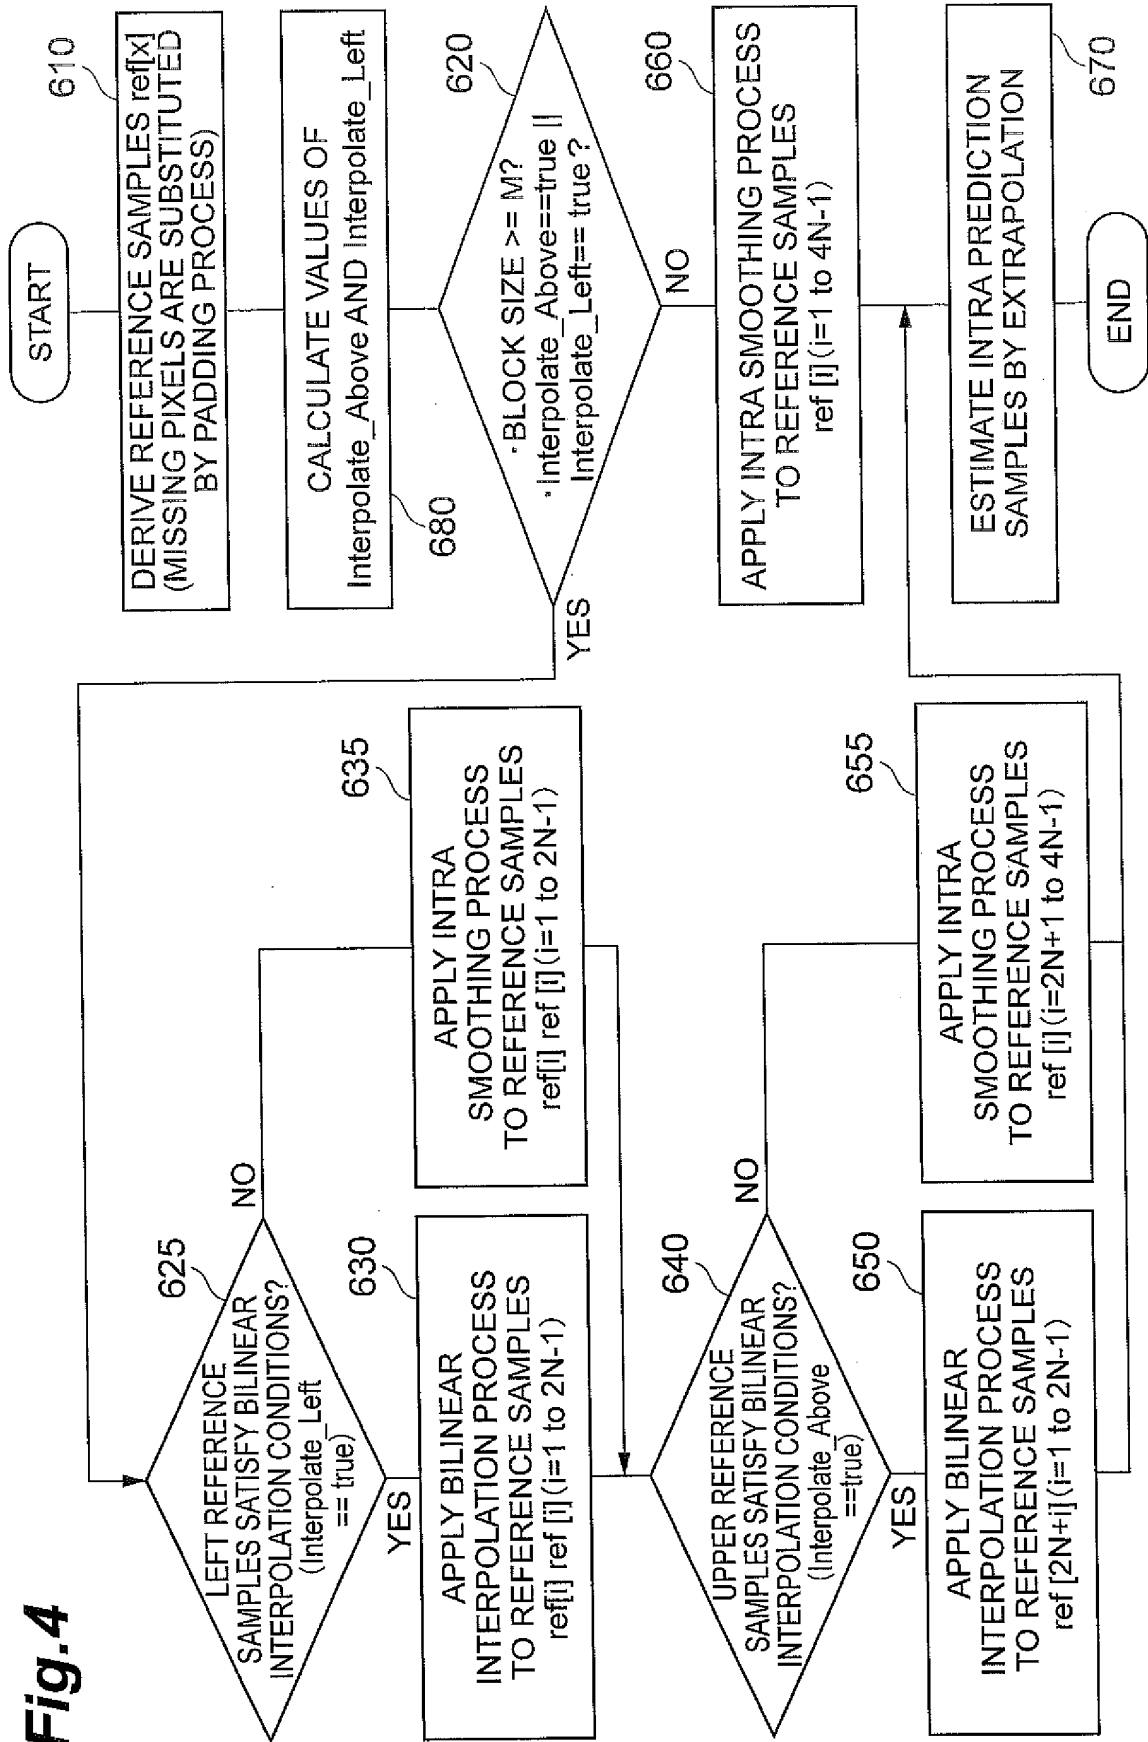 Fig.4
START
610
DERIVE REFERENCE SAMPLES ref[x]
(MISSING PIXELS ARE SUBSTITUTED
BY PADDING PROCESS)
CALCULATE VALUES OF
Interpolate_Above AND Interpolate_Left
680
620
・BLOCK SIZE >= M?
・Interpolate_Above==true ||
Interpolate_Left== true ?
YES
NO
660
APPLY INTRA SMOOTHING PROCESS
TO REFERENCE SAMPLES
ref [i] (i=1 to 4N-1)
670
ESTIMATE INTRA PREDICTION
SAMPLES BY EXTRAPOLATION
END
625
LEFT REFERENCE
SAMPLES SATISFY BILINEAR
INTERPOLATION CONDITIONS?
(Interpolate_Left
== true)
NO
YES
630
APPLY BILINEAR
INTERPOLATION PROCESS
TO REFERENCE SAMPLES
ref[i] ref [i] (i=1 to 2N-1)
635
APPLY INTRA
SMOOTHING PROCESS
TO REFERENCE SAMPLES
ref[i] ref [i] (i=1 to 2N-1)
640
UPPER REFERENCE
SAMPLES SATISFY BILINEAR
INTERPOLATION CONDITIONS?
(Interpolate_Above
==true)
NO
YES
650
APPLY BILINEAR
INTERPOLATION PROCESS
TO REFERENCE SAMPLES
ref [2N+i] (i=1 to 2N-1)
655
APPLY INTRA
SMOOTHING PROCESS
TO REFERENCE SAMPLES
ref [i] (i=2N+1 to 4N-1)